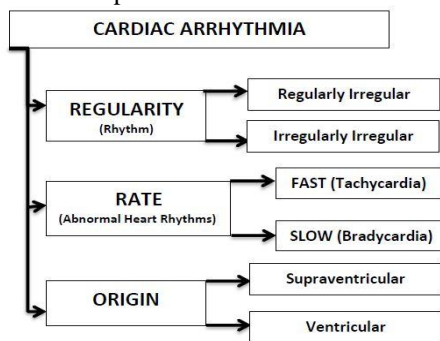 CARDIAC ARRHYTHMIA
REGULARITY
(Rhythm)
Regularly Irregular
Irregularly Irregular
RATE
(Abnormal Heart Rhythms)
FAST (Tachycardia)
SLOW (Bradycardia)
ORIGIN
Supraventricular
Ventricular